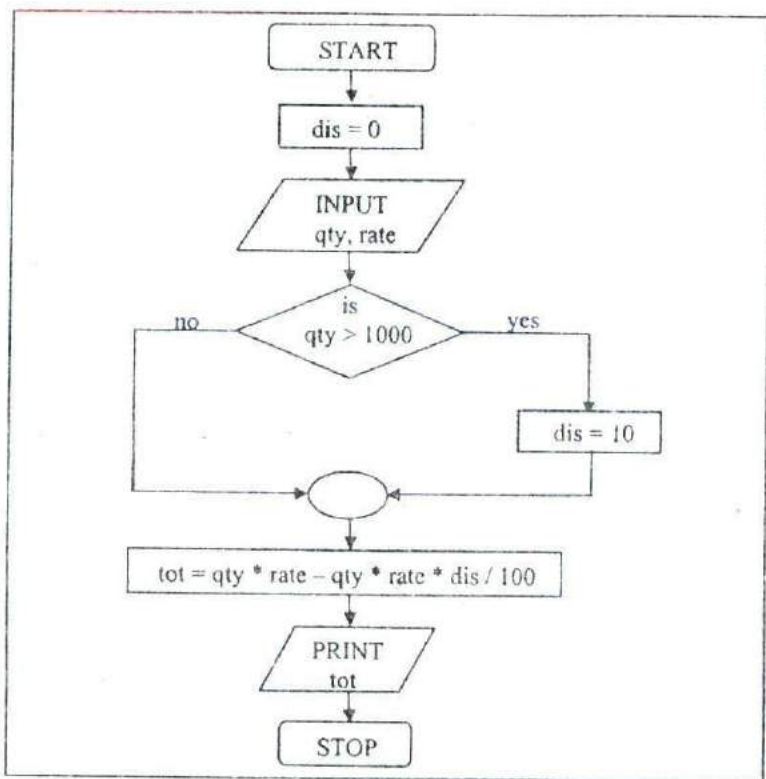 START
dis = 0
INPUT
qty, rate
is
qty > 1000
no
yes
dis = 10
tot = qty * rate – qty * rate * dis / 100
PRINT
tot
STOP